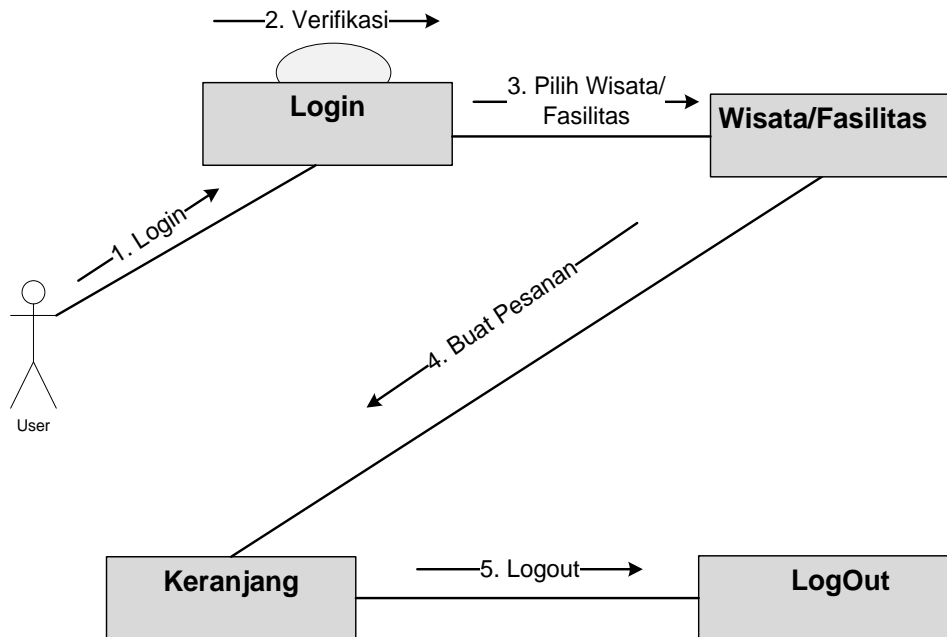 2. Verifikasi
Login
3. Pilih Wisata/
Fasilitas
Wisata/Fasilitas
1. Login
User
4. Buat Pesanan
Keranjang
5. Logout
LogOut